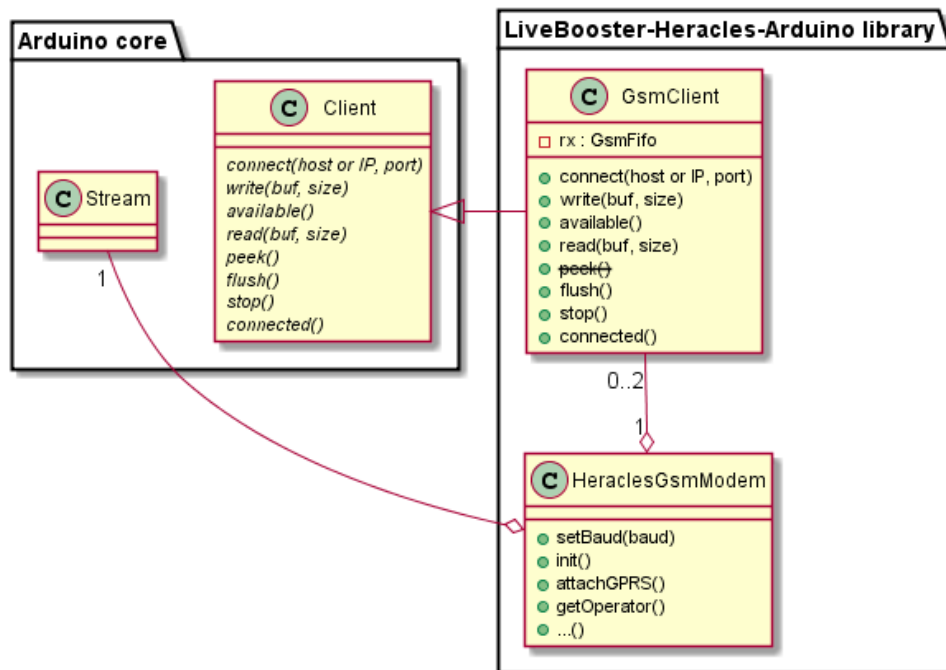 Arduino core
C Client
connect(host or IP, port)
write(buf, size)
available()
read(buf, size)
peek()
flush()
stop()
connected()
C Stream
1
LiveBooster-Heracles-Arduino library
C GsmClient
rx : GsmFifo
connect(host or IP, port)
write(buf, size)
available()
read(buf, size)
peek()
flush()
stop()
connected()
0..2
1
C HeraclesGsmModem
setBaud(baud)
init()
attachGPRS()
getOperator()
...()